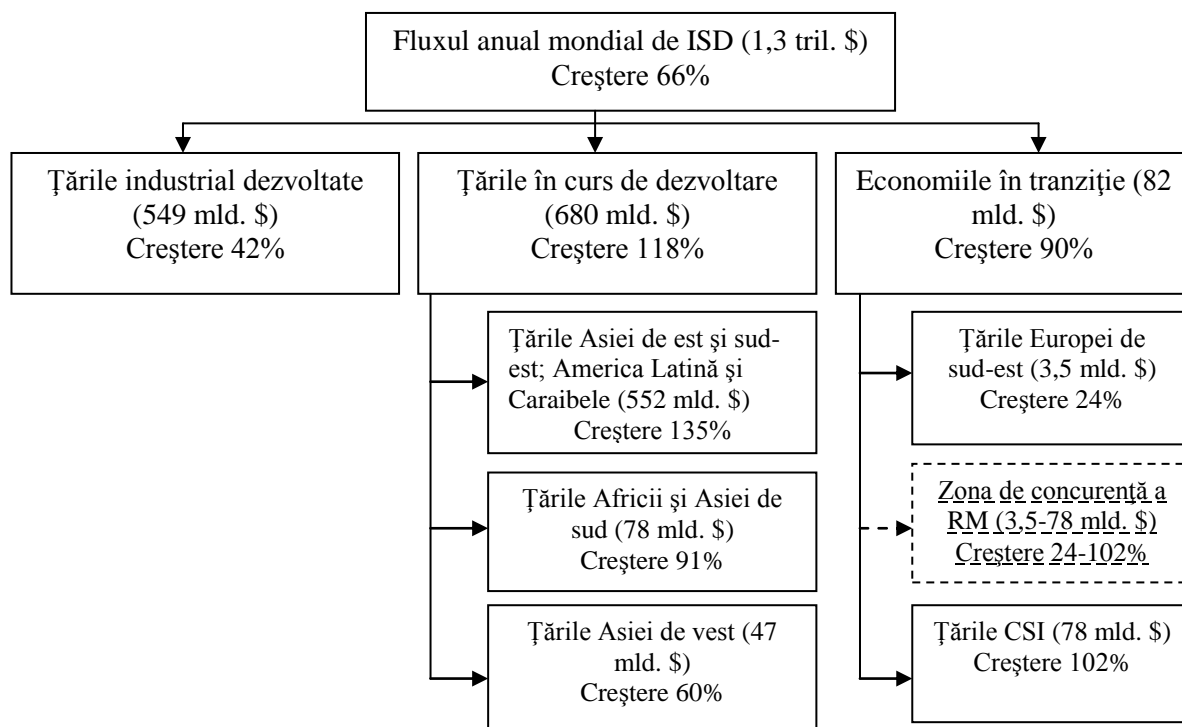 Fluxul anual mondial de ISD (1,3 tril. $)
Creştere 66%
Ţările industrial dezvoltate
(549 mld. $)
Creştere 42%
Ţările în curs de dezvoltare
(680 mld. $)
Creştere 118%
Economiile în tranziţie (82
mld. $)
Creştere 90%
Ţările Asiei de est şi sud-
est; America Latină şi
Caraibele (552 mld. $)
Creştere 135%
Ţările Africii şi Asiei de
sud (78 mld. $)
Creştere 91%
Ţările Asiei de vest (47
mld. $)
Creştere 60%
Ţările Europei de
sud-est (3,5 mld. $)
Creştere 24%
Zona de concurenţă a
RM (3,5-78 mld. $)
Creştere 24-102%
Ţările CSI (78 mld. $)
Creştere 102%